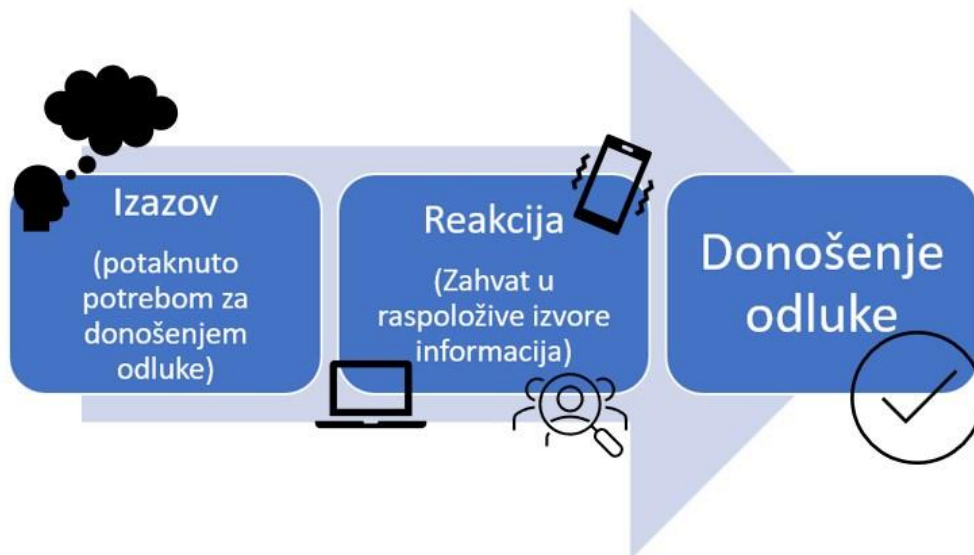 Izazov
(potaknuto
potrebom za
donošenjem
odluke)
Reakcija
(Zahvat u
raspoložive izvore
informacija)
Donošenje
odluke